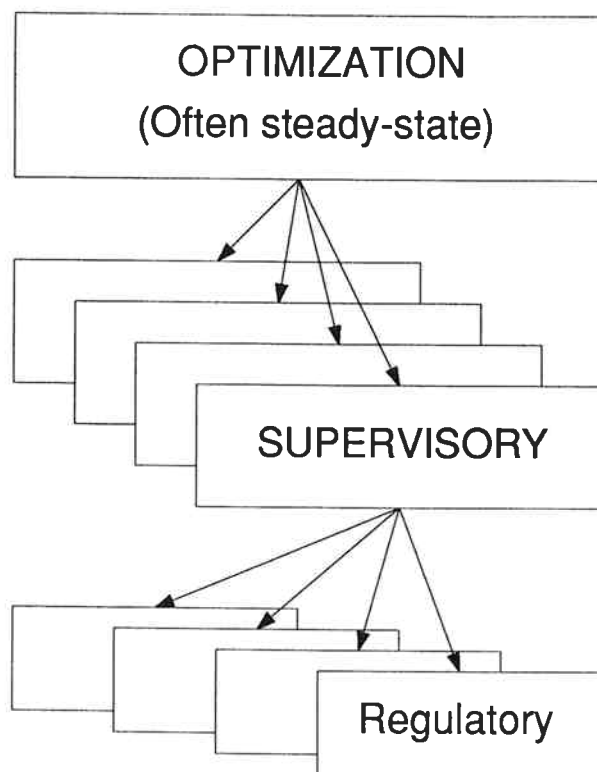 OPTIMIZATION
(Often steady-state)
SUPERVISORY
Regulatory